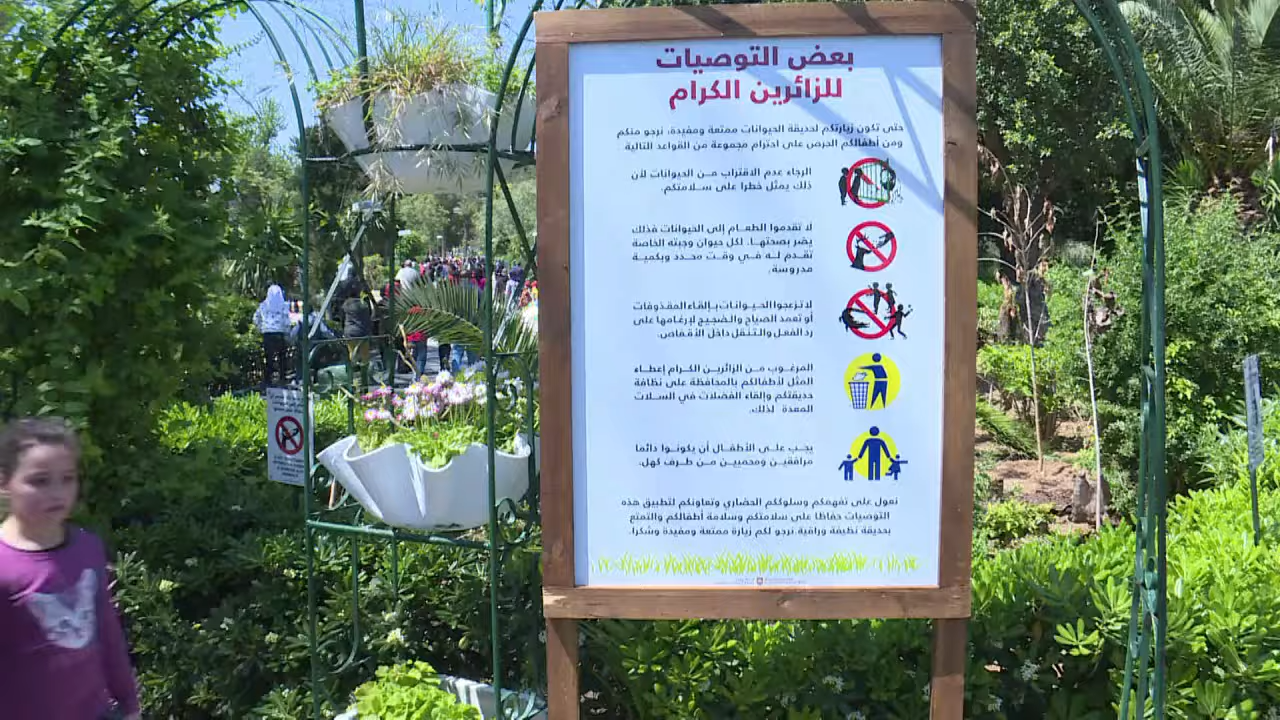 بعض التوصيات
للزائرين الكرام
حتى تكون زيارتكم لحديقة الحيوانات ممتعة ومفيدة، نرجو منكم
ومن أطفالكم الحرص على احترام مجموعة من القواعد التالية
الرجاء عدم الاقتراب من الحيوانات لأن
ذلك يمثل خطرا على سلامتكم.
لا تقدموا الطعام إلى الحيوانات فذلك
يضر بصحتها. لكل حيوان وجبته الخاصة
تقدم له في وقت محدد وبكمية
مدروسة.
لا تزعجوا الحيوانات بإلقاء المقذوفات
أو تعمد الصياح والضجيج لإرغامها على
رد الفعل والتنقل داخل الأقفاص.
المرغوب من الزائرين الكرام إعطاء
المثل لأطفالكم بالمحافظة على نظافة
حديقتكم وإلقاء الفضلات في السلات
المعدة لذلك.
يجب على الأطفال أن يكونوا دائما
مرافقين ومحميين من طرف كهل.
نعول على تفهمكم وسلوككم الحضاري وتعاونكم لتطبيق هذه
التوصيات حفاظا على سلامتكم وسلامة أطفالكم والتمتع
بحديقة نظيفة وراقية. نرجو لكم زيارة ممتعة ومفيدة وشكرا.